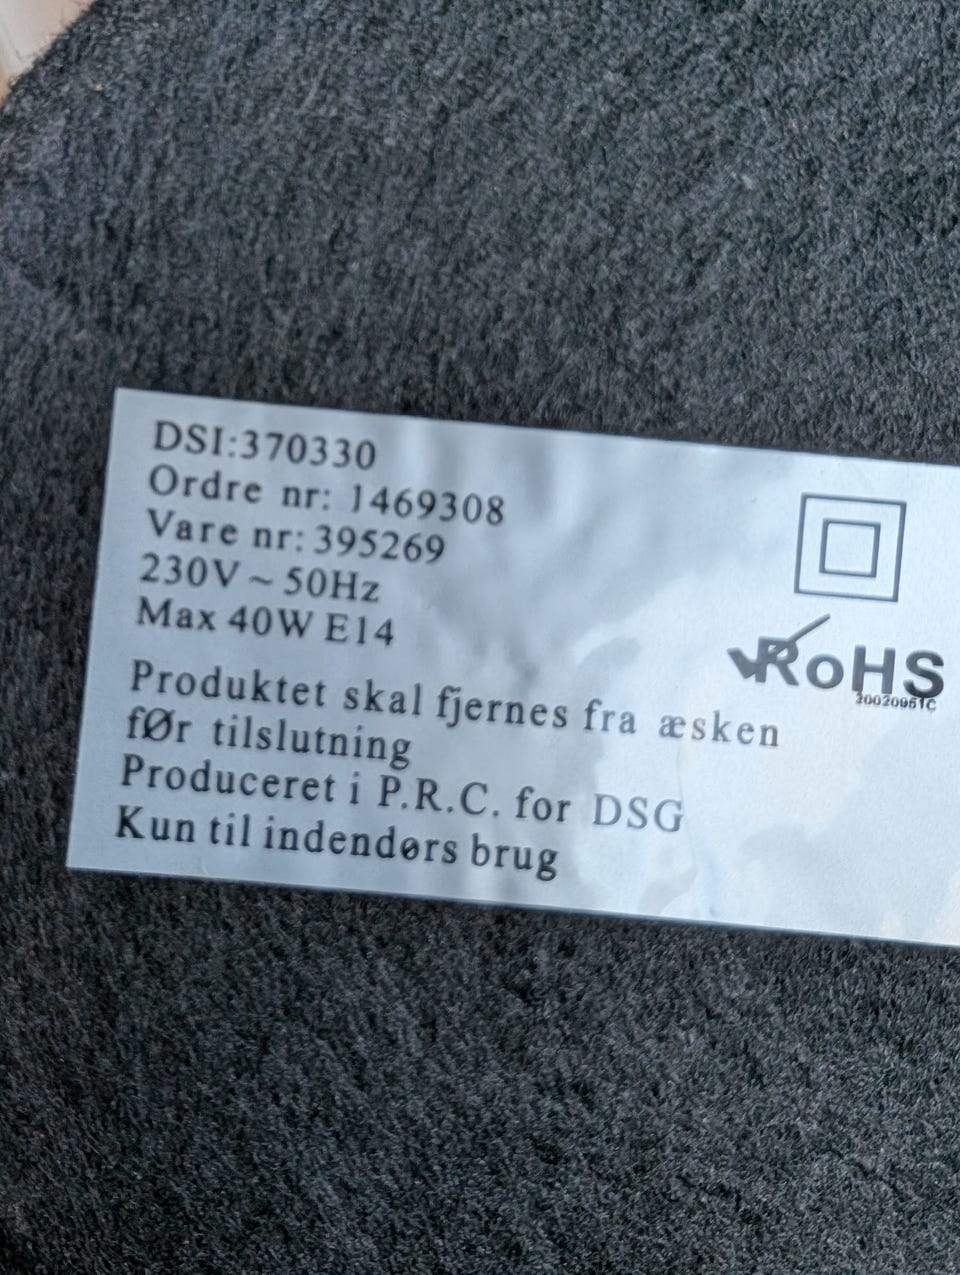 DSI:370330
Ordre nr: 1469308
Vare nr: 395269
230V ~ 50Hz
Max 40W E14
Produktet skal fjernes fra æsken
fØr tilslutning
Produceret i P.R.C. for DSG
Kun til indendørs brug
RoHS